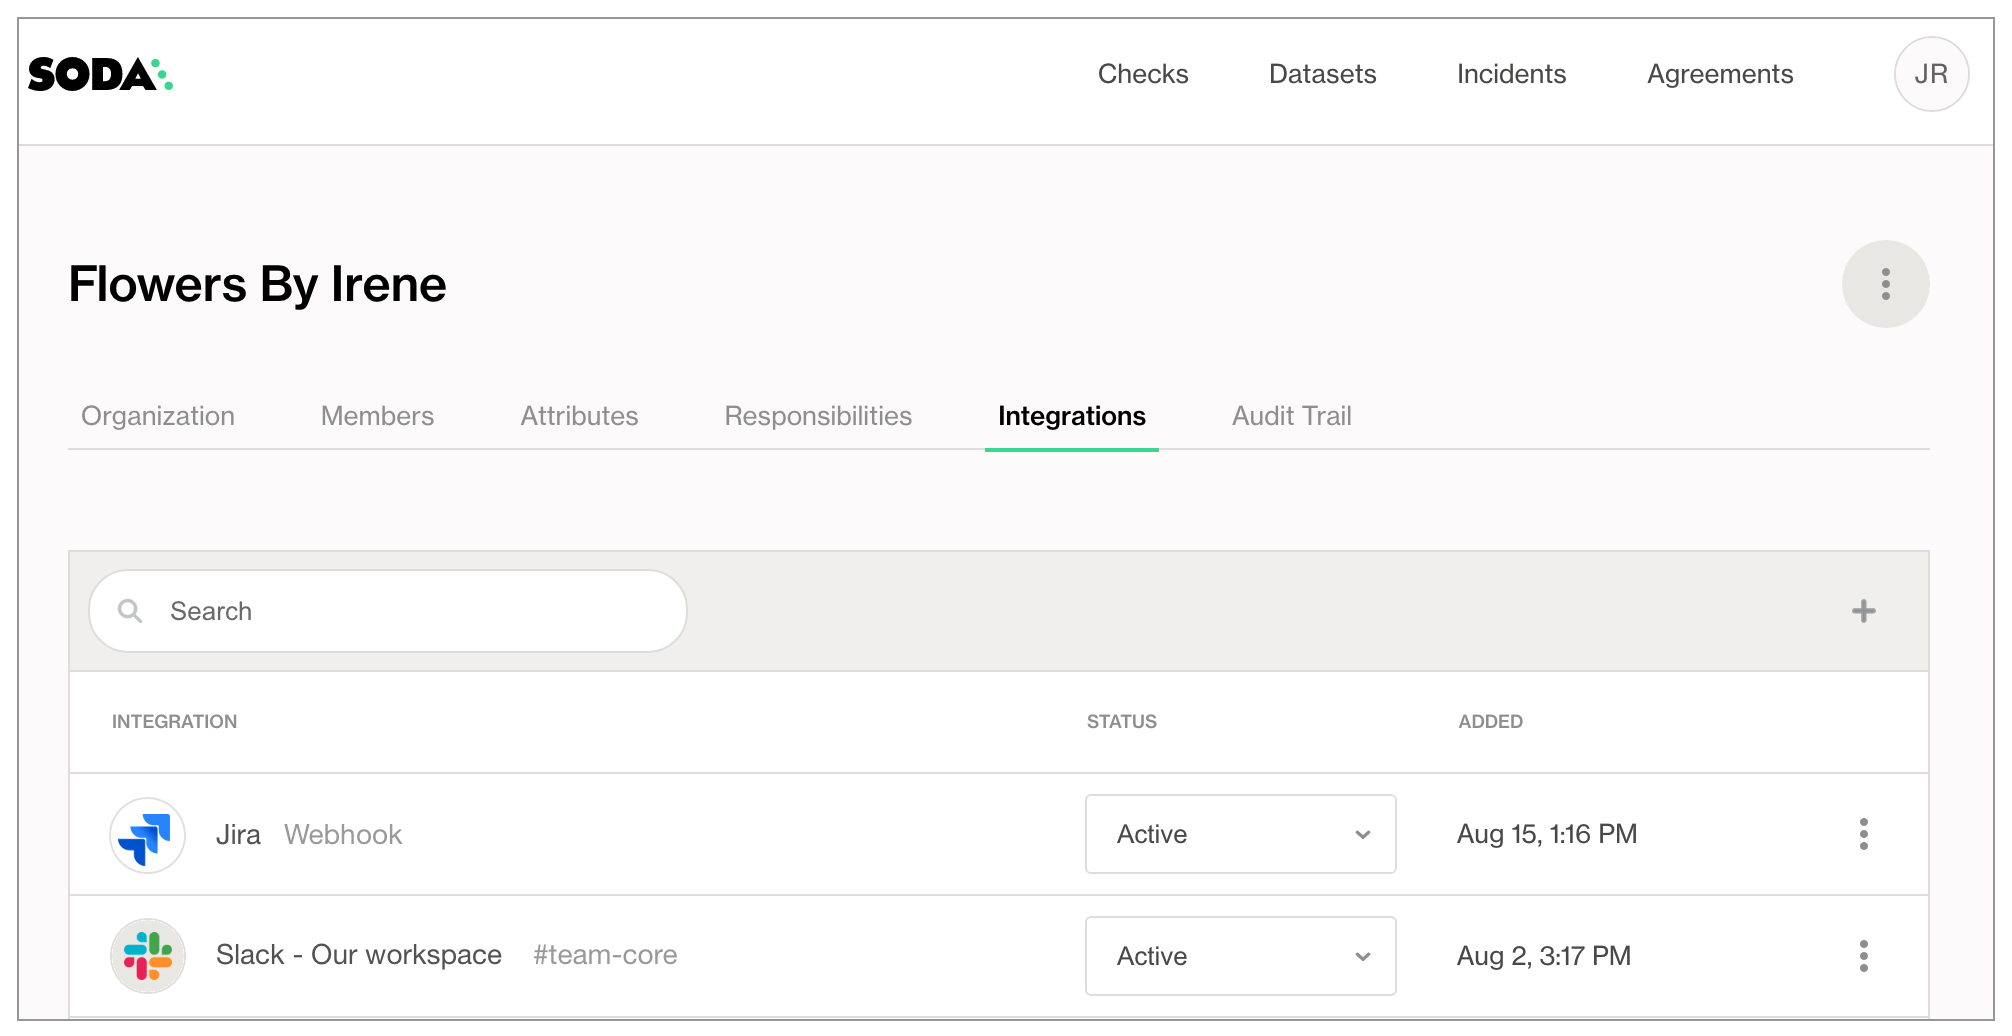 SODA
Checks Datasets Incidents Agreements JR
Flowers By Irene
Organization Members Attributes Responsibilities Integrations Audit Trail
Search
INTEGRATION STATUS ADDED
Jira Webhook Active Aug 15, 1:16 PM
Slack - Our workspace #team-core Active Aug 2, 3:17 PM